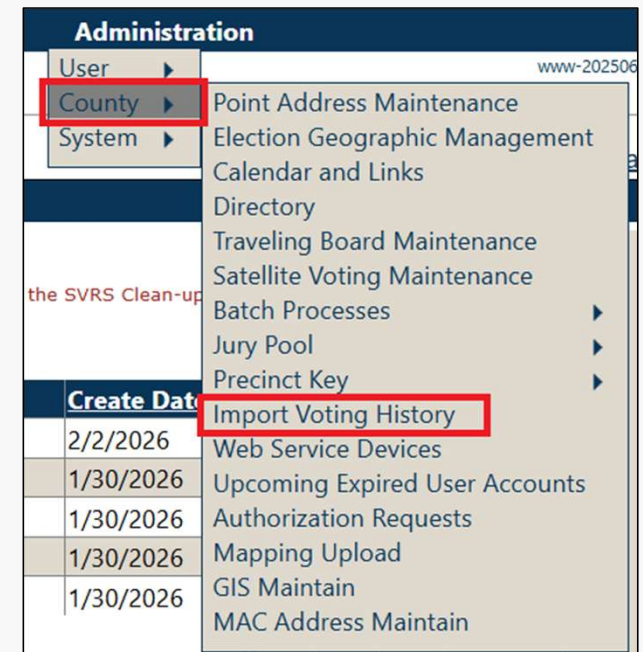 Administration
User
www-202506
County
System
Point Address Maintenance
Election Geographic Management
Calendar and Links
Directory
Traveling Board Maintenance
Satellite Voting Maintenance
Batch Processes
Jury Pool
Precinct Key
Import Voting History
Web Service Devices
Upcoming Expired User Accounts
Authorization Requests
Mapping Upload
GIS Maintain
MAC Address Maintain
the SVRS Clean-up
Create Date
2/2/2026
1/30/2026
1/30/2026
1/30/2026
1/30/2026